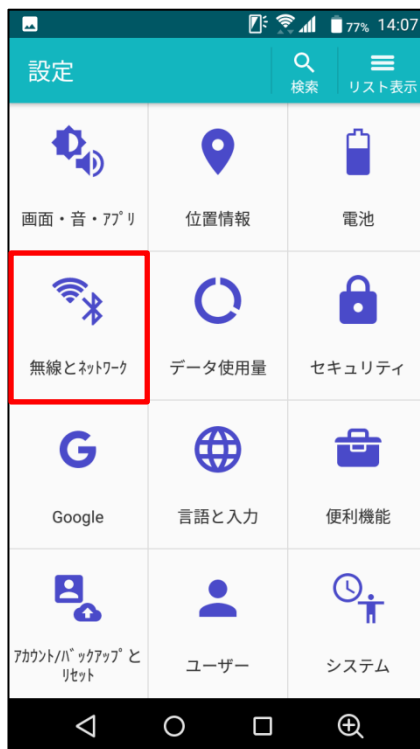 77% 14:07
設定
検索 リスト表示
画面・音・ｱﾌﾟﾘ
位置情報
電池
無線とﾈｯﾄﾜｰｸ
データ使用量
セキュリティ
Google
言語と入力
便利機能
ｱｶｳﾝﾄ/ﾊﾞｯｸｱｯﾌﾟと
ﾘｾｯﾄ
ユーザー
システム